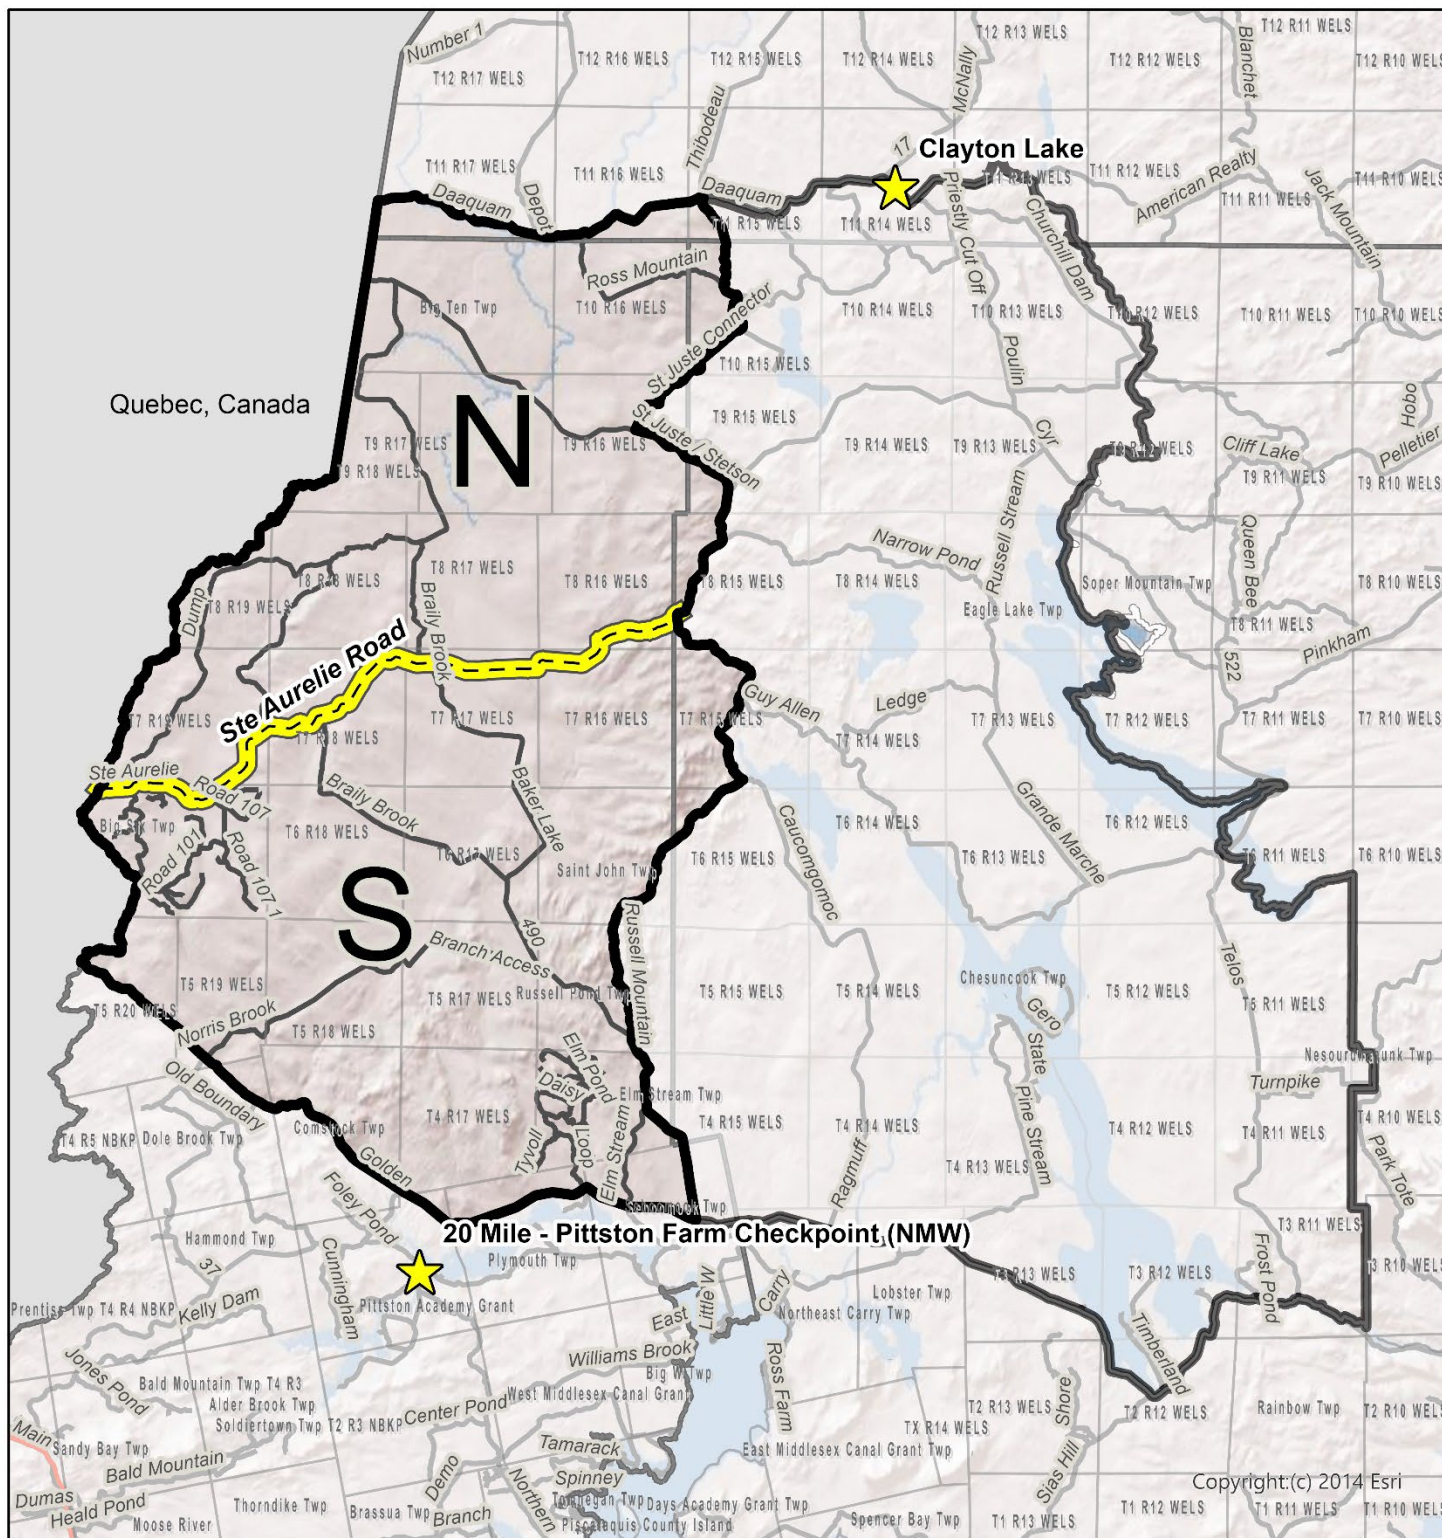 Number 1
T12 R17 WELS
T12 R16 WELS
T12 R15 WELS
T12 R14 WELS
McNally
T12 R13 WELS
T12 R12 WELS
Blanchet
T12 R11 WELS
T12 R10 WELS
Thibodeau
17
Clayton Lake
T11 R17 WELS
T11 R16 WELS
Daaquam
Depot
Daaquam
T11 R15 WELS
T11 R14 WELS
Priestly Cut Off
T11 R13 WELS
T11 R12 WELS
American Realty
T11 R11 WELS
Jack Mountain
T11 R10 WELS
Churchill Dam
Ross Mountain
Big Ten Twp
T10 R16 WELS
St Juste Connector
T10 R15 WELS
T10 R14 WELS
T10 R13 WELS
T10 R12 WELS
T10 R11 WELS
T10 R10 WELS
Poulin
Quebec, Canada
N
T9 R17 WELS
T9 R18 WELS
T9 R16 WELS
St Juste / Stetson
T9 R15 WELS
T9 R14 WELS
T9 R13 WELS
Cyr
T9 R12 WELS
Cliff Lake
T9 R11 WELS
Hobo
Pelletier
T9 R10 WELS
Russell Stream
Narrow Pond
Queen Bee
Dump
T8 R19 WELS
T8 R18 WELS
T8 R17 WELS
Braily Brook
T8 R16 WELS
T8 R15 WELS
T8 R14 WELS
Eagle Lake Twp
Soper Mountain Twp
T8 R11 WELS
T8 R10 WELS
Pinkham
522
Ste Aurelie Road
T7 R19 WELS
T7 R18 WELS
T7 R17 WELS
T7 R16 WELS
T7 R15 WELS
Guy Allen
Ledge
T7 R14 WELS
T7 R13 WELS
T7 R12 WELS
T7 R11 WELS
T7 R10 WELS
Ste Aurelie
Road 107
Braily Brook
Baker Lake
Caucomgomoc
Grande Marche
Big Six Twp
Road 101
Road 107.1
T6 R18 WELS
T6 R17 WELS
Saint John Twp
T6 R15 WELS
T6 R14 WELS
T6 R13 WELS
T6 R12 WELS
T6 R11 WELS
T6 R10 WELS
S
490
Branch Access
Russell Mountain
Telos
T5 R20 WELS
T5 R19 WELS
Norris Brook
T5 R18 WELS
T5 R17 WELS
Russell Pond Twp
T5 R15 WELS
T5 R14 WELS
Chesuncook Twp
Gero
State
T5 R12 WELS
T5 R11 WELS
Nesourdnahunk Twp
Turnpike
Old Boundary
Elm Pond
Daisy
Elm Stream Twp
Pine Stream
T4 R5 NBKP
Dole Brook Twp
Comstock Twp
T4 R17 WELS
Tyvoll
Loop
Elm Stream
T4 R15 WELS
T4 R14 WELS
T4 R13 WELS
T4 R12 WELS
T4 R11 WELS
T4 R10 WELS
Park Tote
Golden
Foley Pond
Ragmuff
Seboomook Twp
20 Mile - Pittston Farm Checkpoint (NMW)
Hammond Twp
37
Cunningham
Plymouth Twp
T3 R11 WELS
Frost Pond
Prentiss Twp T4 R4 NBKP
Kelly Dam
Pittston Academy Grant
East
Little W
Carry
Northeast Carry Twp
Lobster Twp
T3 R13 WELS
T3 R12 WELS
T3 R10 WELS
Jones Pond
Williams Brook
Big W Twp
Ross Farm
Timberland
Bald Mountain Twp T4 R3
Alder Brook Twp
Soldiertown Twp T2 R3 NBKP
Center Pond
West Middlesex Canal Grant
Shore
T2 R13 WELS
T2 R12 WELS
Rainbow Twp
T2 R10 WELS
TX R14 WELS
Main
Sandy Bay Twp
Bald Mountain
Demo
Tamarack
East Middlesex Canal Grant Twp
Sias Hill
Dumas
Heald Pond
Moose River
Thorndike Twp
Brassua Twp
Branch
Northern
Spinney
Tomhegan Twp
Days Academy Grant Twp
Piscataquis County Island
Spencer Bay Twp
T1 R13 WELS
T1 R12 WELS
T1 R11 WELS
T1 R10 WELS
Copyright:(c) 2014 Esri